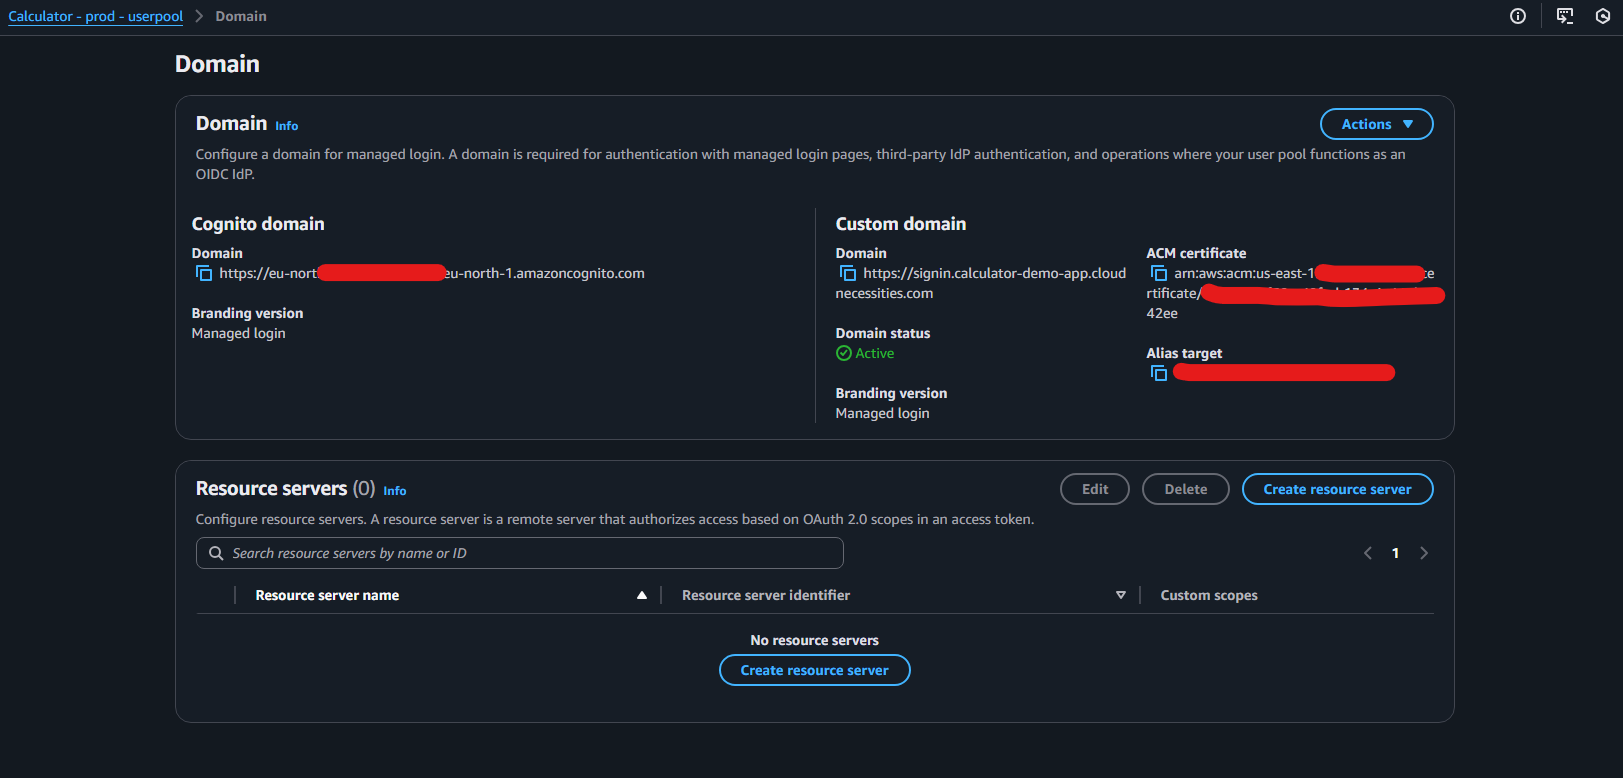 Calculator - prod - userpool > Domain
Domain
Domain Info
Actions
Configure a domain for managed login. A domain is required for authentication with managed login pages, third-party IdP authentication, and operations where your user pool functions as an
OIDC IdP.
Cognito domain
Domain
https://eu-nort eu-north-1.amazoncognito.com
Branding version
Managed login
Custom domain
Domain
https://signin.calculator-demo-app.cloud
necessities.com
Domain status
Active
Branding version
Managed login
ACM certificate
arn:aws:acm:us-east-1 ce
rtificate/
42ee
Alias target
Resource servers (0) Info
Edit
Delete
Create resource server
Configure resource servers. A resource server is a remote server that authorizes access based on OAuth 2.0 scopes in an access token.
Search resource servers by name or ID
1
Resource server name
Resource server identifier
Custom scopes
No resource servers
Create resource server